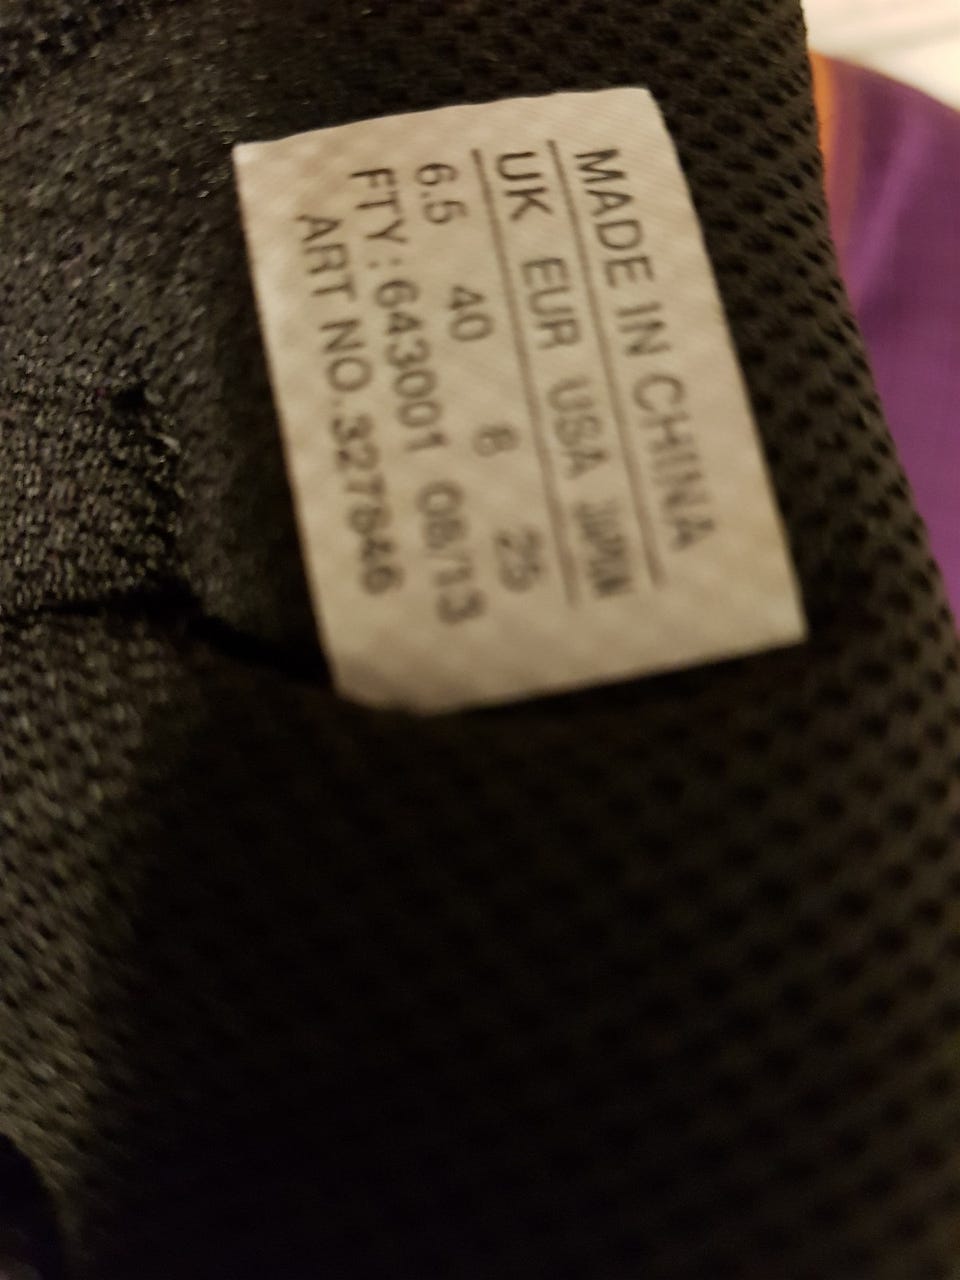 MADE IN CHINA
UK EUR USA JAPAN
6.5 40 8 25
FTY: 643001 08/13
ART NO.327846